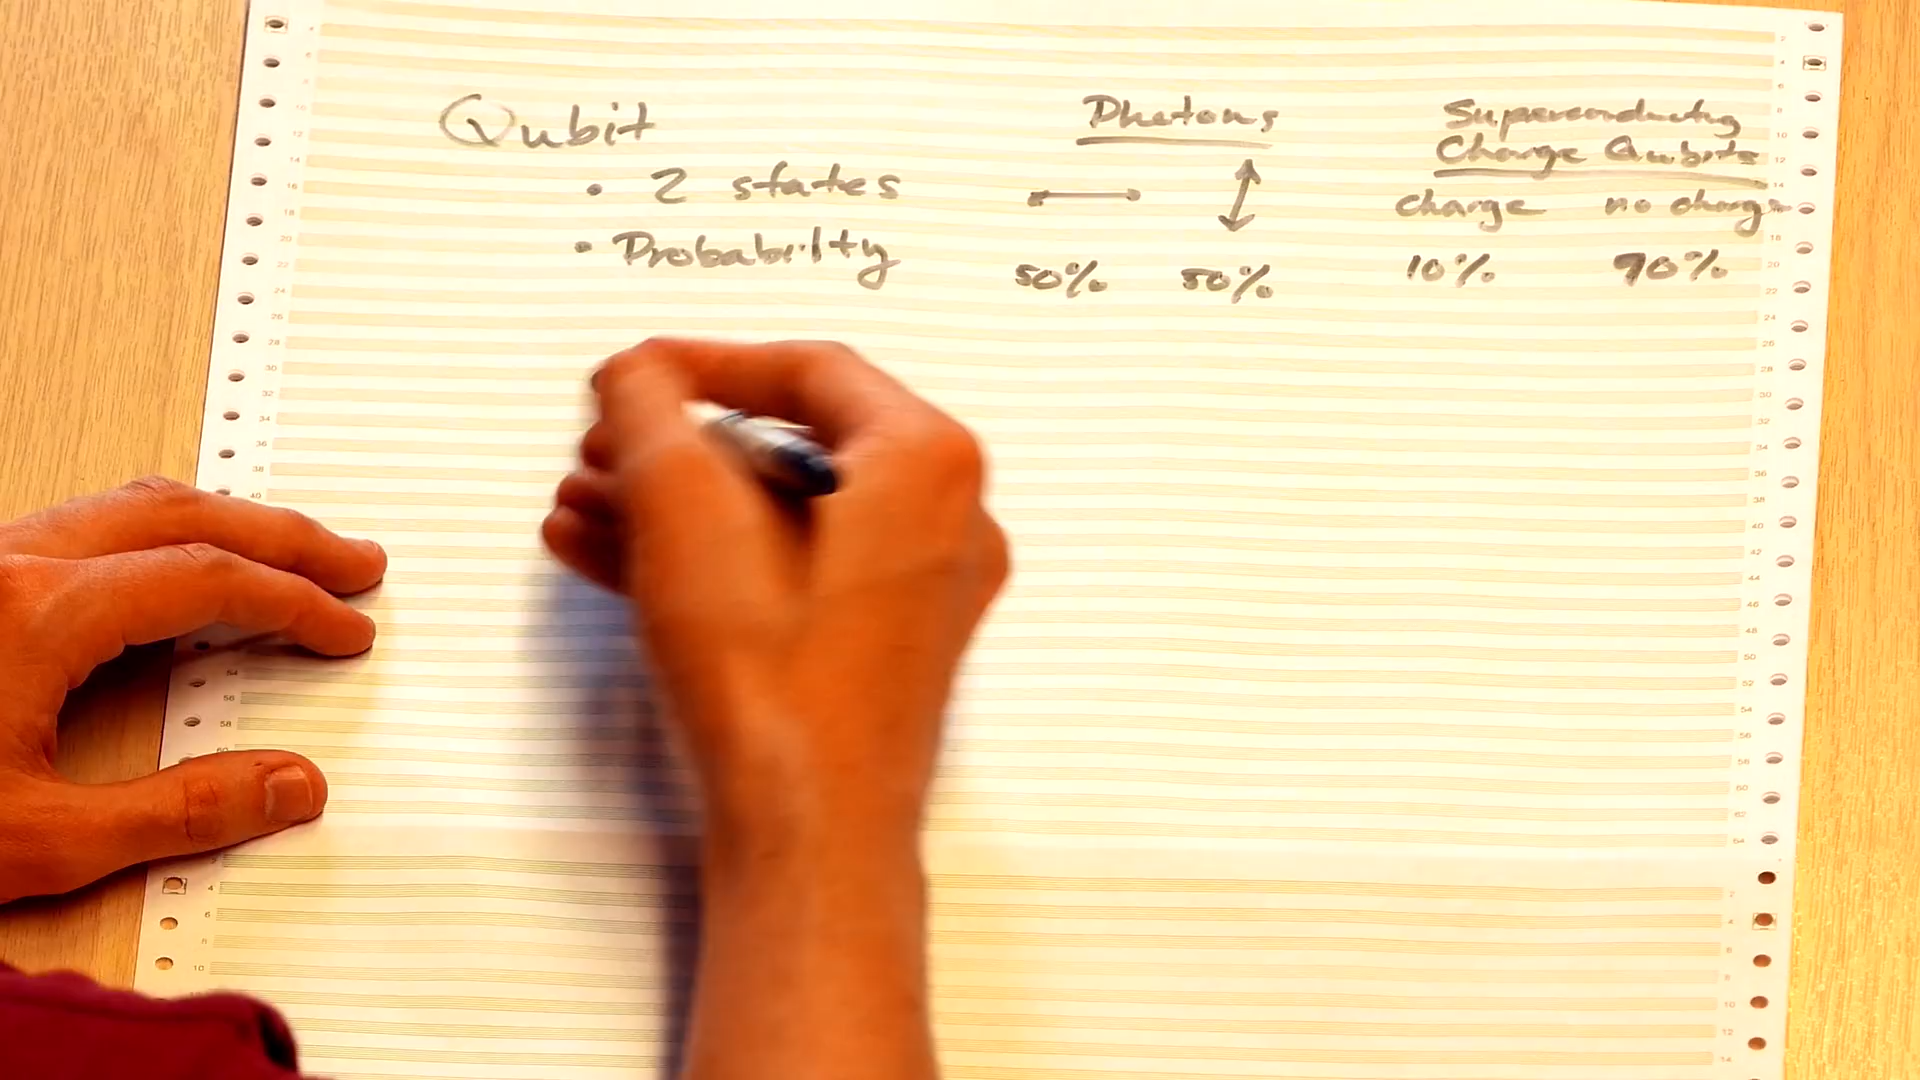 Qubit
• 2 states
• Probability
Photons
50% 50%
Superconducting
Charge Qubits
charge no charge
10% 90%